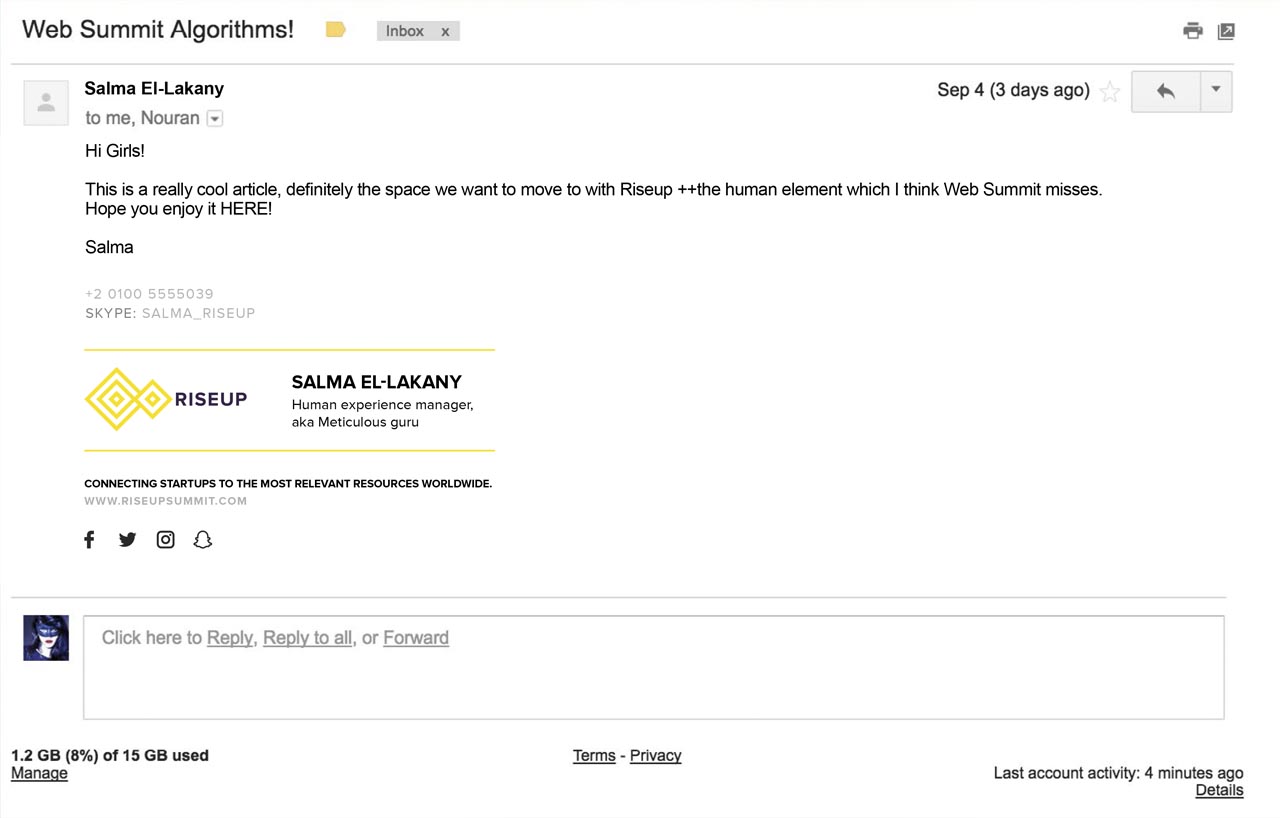 Web Summit Algorithms!
Inbox x
Salma El-Lakany
Sep 4 (3 days ago)
to me, Nouran
Hi Girls!
This is a really cool article, definitely the space we want to move to with Riseup ++the human element which I think Web Summit misses.
Hope you enjoy it HERE!
Salma
+2 0100 5555039
SKYPE: SALMA_RISEUP
RISEUP
SALMA EL-LAKANY
Human experience manager,
aka Meticulous guru
CONNECTING STARTUPS TO THE MOST RELEVANT RESOURCES WORLDWIDE.
WWW.RISEUPSUMMIT.COM
Click here to Reply, Reply to all, or Forward
1.2 GB (8%) of 15 GB used
Manage
Terms - Privacy
Last account activity: 4 minutes ago
Details